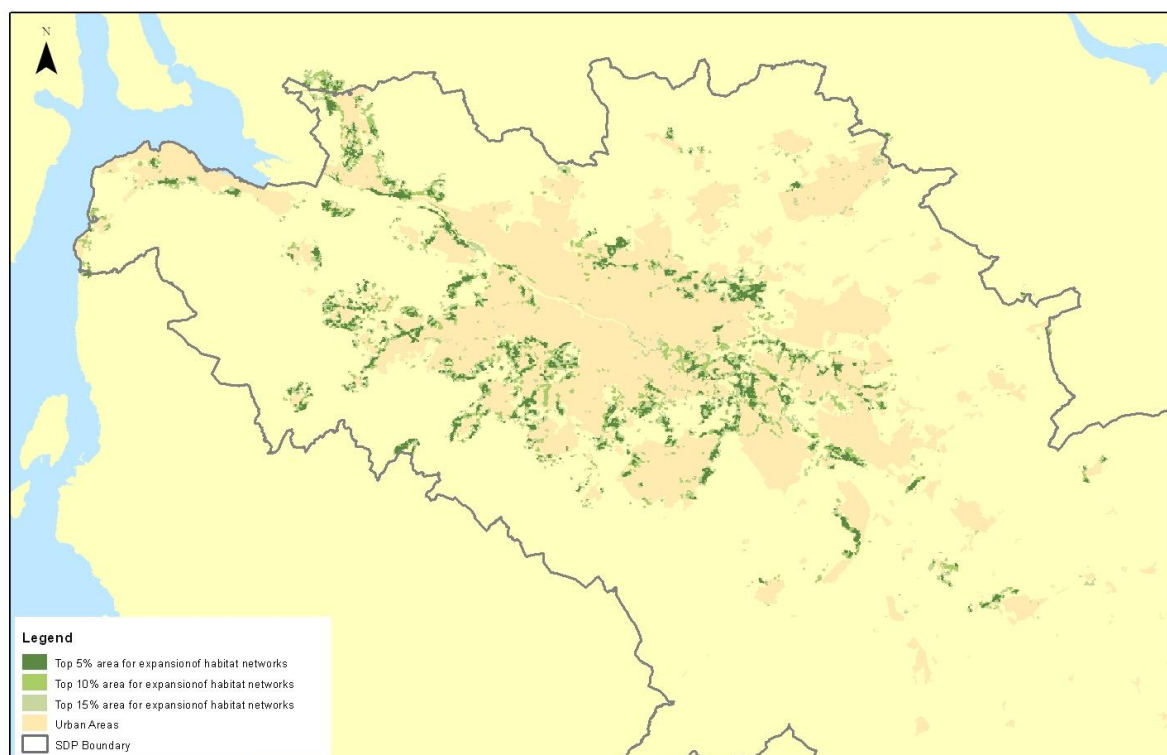 N
Legend
Top 5% area for expansionof habitat networks
Top 10% area for expansionof habitat networks
Top 15% area for expansionof habitat networks
Urban Areas
SDP Boundary